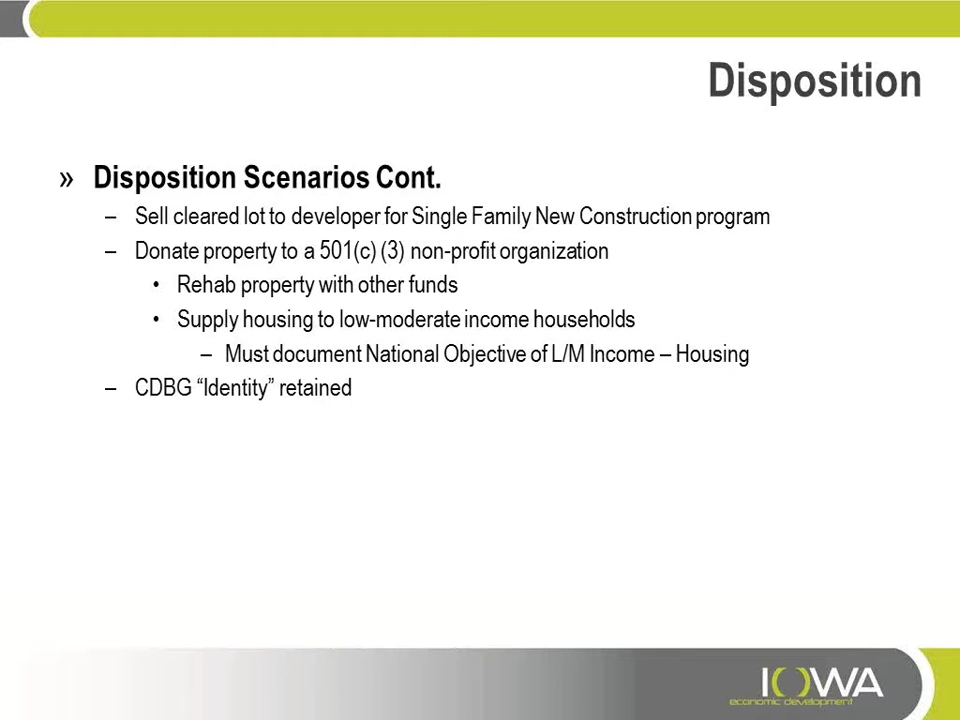 Disposition
» Disposition Scenarios Cont.
– Sell cleared lot to developer for Single Family New Construction program
– Donate property to a 501(c) (3) non-profit organization
• Rehab property with other funds
• Supply housing to low-moderate income households
– Must document National Objective of L/M Income – Housing
– CDBG “Identity” retained
IOWA
economic development